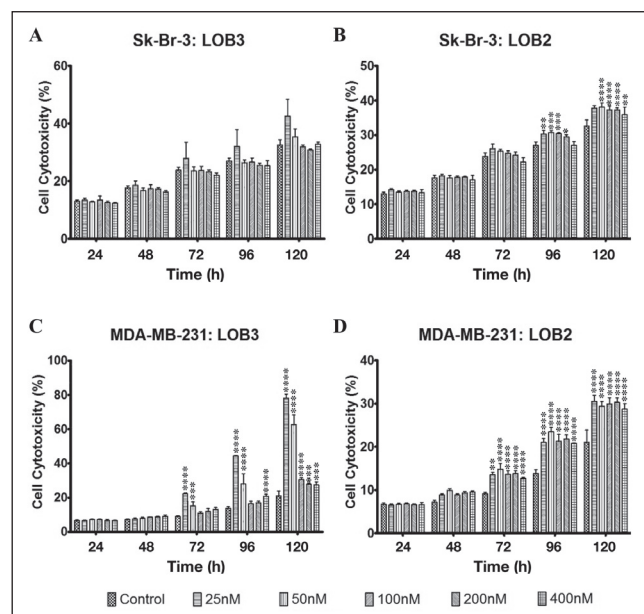 A
Sk-Br-3: LOB3
Cell Cytotoxicity (%)
60
40
20
0
24 48 72 96 120
Time (h)
B
Sk-Br-3: LOB2
Cell Cytotoxicity (%)
50
40
30
20
10
0
**
***
***
*
****
****
****
**
24 48 72 96 120
Time (h)
C
MDA-MB-231: LOB3
Cell Cytotoxicity (%)
100
80
60
40
20
0
****
***
****
****
****
****
****
***
***
24 48 72 96 120
Time (h)
D
MDA-MB-231: LOB2
Cell Cytotoxicity (%)
40
30
20
10
0
**
****
****
****
**
****
****
****
****
****
****
****
****
****
****
24 48 72 96 120
Time (h)
Control 25nM 50nM 100nM 200nM 400nM